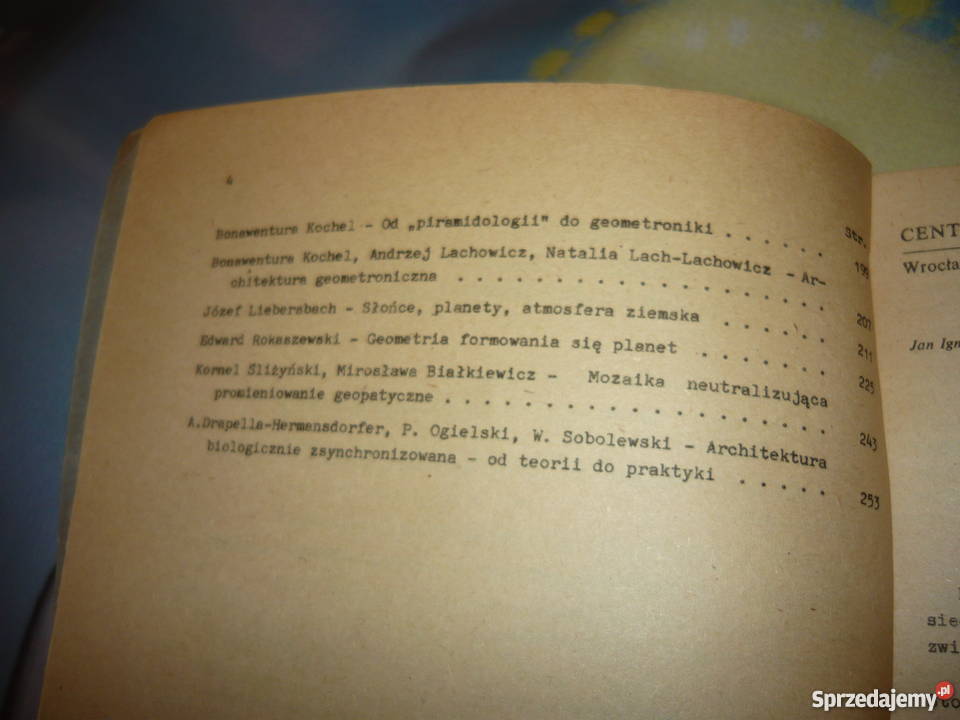 4
str.
Bonawentura Kochel - Od „piramidologii" do geometroniki . . . . . . 199
Bonawentura Kochel, Andrzej Lachowicz, Natalia Lach-Lachowicz - Ar-
chitektura geometroniczna . . . . . . . . . . . . . . . . . . 207
Józef Liebersbach - Słońce, planety, atmosfera ziemska . . . . . . 211
Edward Rokaszewski - Geometria formowania się planet . . . . . . . 225
Kornel Śliżyński, Mirosława Białkiewicz - Mozaika neutralizująca
promieniowanie geopatyczne . . . . . . . . . . . . . . . . . . 243
A.Drapella-Hermansdorfer, P. Ogielski, W. Sobolewski - Architektura
biologicznie zsynchronizowana - od teorii do praktyki . . . . . 253
CENT
Wrocła
Jan Ign
sie
zwi
Sprzedajemy.pl